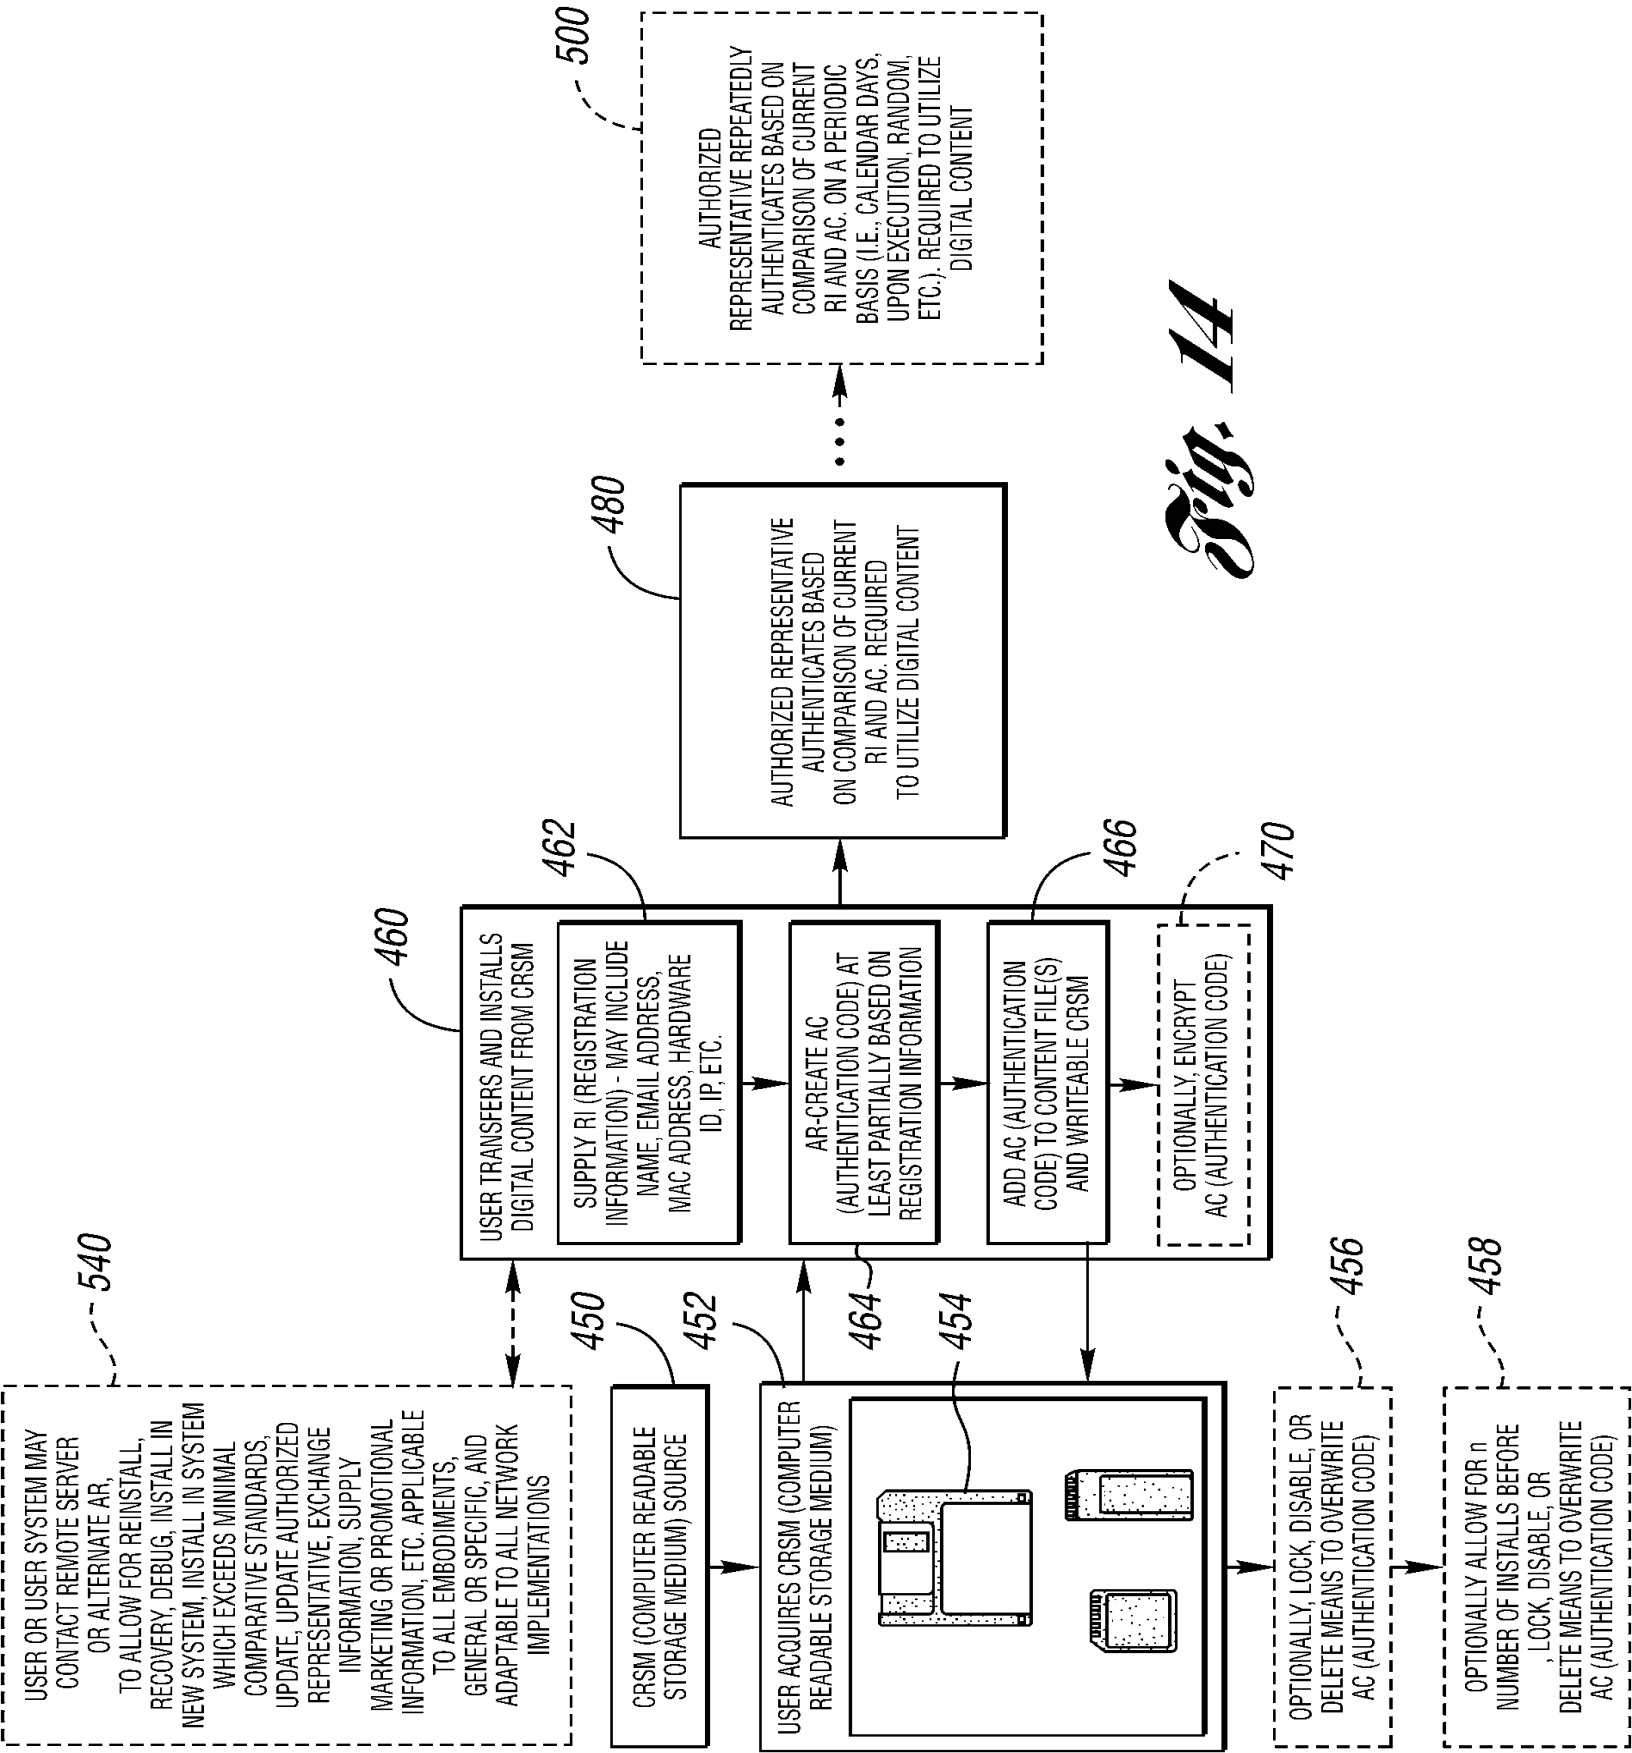 540
USER OR USER SYSTEM MAY
CONTACT REMOTE SERVER
OR ALTERNATE AR,
TO ALLOW FOR REINSTALL,
RECOVERY, DEBUG, INSTALL IN
NEW SYSTEM, INSTALL IN SYSTEM
WHICH EXCEEDS MINIMAL
COMPARATIVE STANDARDS,
UPDATE, UPDATE AUTHORIZED
REPRESENTATIVE, EXCHANGE
INFORMATION, SUPPLY
MARKETING OR PROMOTIONAL
INFORMATION, ETC. APPLICABLE
TO ALL EMBODIMENTS,
GENERAL OR SPECIFIC, AND
ADAPTABLE TO ALL NETWORK
IMPLEMENTATIONS
450
CRSM (COMPUTER READABLE
STORAGE MEDIUM) SOURCE
452
USER ACQUIRES CRSM (COMPUTER
READABLE STORAGE MEDIUM)
454
456
OPTIONALLY, LOCK, DISABLE, OR
DELETE MEANS TO OVERWRITE
AC (AUTHENTICATION CODE)
458
OPTIONALLY ALLOW FOR n
NUMBER OF INSTALLS BEFORE
, LOCK, DISABLE, OR
DELETE MEANS TO OVERWRITE
AC (AUTHENTICATION CODE)
460
USER TRANSFERS AND INSTALLS
DIGITAL CONTENT FROM CRSM
462
SUPPLY RI (REGISTRATION
INFORMATION) - MAY INCLUDE
NAME, EMAIL ADDRESS,
MAC ADDRESS, HARDWARE
ID, IP, ETC.
464
AR-CREATE AC
(AUTHENTICATION CODE) AT
LEAST PARTIALLY BASED ON
REGISTRATION INFORMATION
466
ADD AC (AUTHENTICATION
CODE) TO CONTENT FILE(S)
AND WRITEABLE CRSM
470
OPTIONALLY, ENCRYPT
AC (AUTHENTICATION CODE)
480
AUTHORIZED REPRESENTATIVE
AUTHENTICATES BASED
ON COMPARISON OF CURRENT
RI AND AC. REQUIRED
TO UTILIZE DIGITAL CONTENT
500
AUTHORIZED
REPRESENTATIVE REPEATEDLY
AUTHENTICATES BASED ON
COMPARISON OF CURRENT
RI AND AC. ON A PERIODIC
BASIS (I.E., CALENDAR DAYS,
UPON EXECUTION, RANDOM,
ETC.). REQUIRED TO UTILIZE
DIGITAL CONTENT
Fig. 14